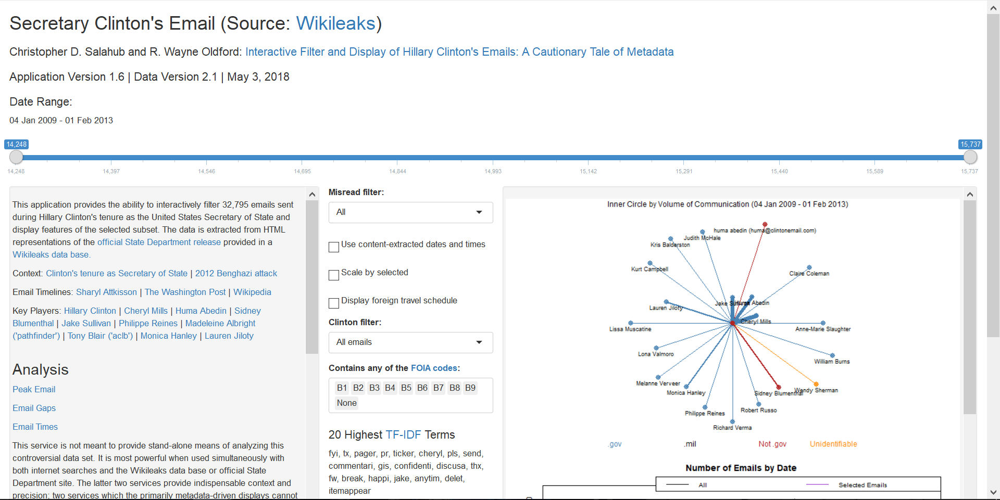 Secretary Clinton's Email (Source: Wikileaks)
Christopher D. Salahub and R. Wayne Oldford: Interactive Filter and Display of Hillary Clinton's Emails: A Cautionary Tale of Metadata
Application Version 1.6 | Data Version 2.1 | May 3, 2018
Date Range:
04 Jan 2009 - 01 Feb 2013
14,248
15,737
14,248 14,397 14,546 14,695 14,844 14,993 15,142 15,291 15,440 15,589 15,737
This application provides the ability to interactively filter 32,795 emails sent
during Hillary Clinton's tenure as the United States Secretary of State and
display features of the selected subset. The data is extracted from HTML
representations of the official State Department release provided in a
Wikileaks data base.
Context: Clinton's tenure as Secretary of State | 2012 Benghazi attack
Email Timelines: Sharyl Attkisson | The Washington Post | Wikipedia
Key Players: Hillary Clinton | Cheryl Mills | Huma Abedin | Sidney
Blumenthal | Jake Sullivan | Philippe Reines | Madeleine Albright
('pathfinder') | Tony Blair ('aclb') | Monica Hanley | Lauren Jiloty
Analysis
Peak Email
Email Gaps
Email Times
This service is not meant to provide stand-alone means of analyzing this
controversial data set. It is most powerful when used simultaneously with
both internet searches and the Wikileaks data base or official State
Department site. The latter two services provide indispensable context and
precision; two services which the primarily metadata-driven displays cannot
Misread filter:
All
Use content-extracted dates and times
Scale by selected
Display foreign travel schedule
Clinton filter:
All emails
Contains any of the FOIA codes:
B1 B2 B3 B4 B5 B6 B7 B8 B9
None
20 Highest TF-IDF Terms
fyi, tx, pager, pr, ticker, cheryl, pls, send,
commentari, gis, confidenti, discusa, thx,
fw, break, happi, jake, anytim, delet,
itemappear
Inner Circle by Volume of Communication (04 Jan 2009 - 01 Feb 2013)
huma abedin (huma@clintonemail.com)
Judith McHale
Kris Balderston
Kurt Campbell
Claire Coleman
Jake Sullivan
Huma Abedin
Lauren Jiloty
Cheryl Mills
Lissa Muscatine
Anne-Marie Slaughter
Lona Valmoro
William Burns
Melanne Verveer
Monica Hanley
Sidney Blumenthal
Wendy Sherman
Philippe Reines
Robert Russo
Richard Verma
.gov .mil Not .gov Unidentifiable
Number of Emails by Date
All Selected Emails